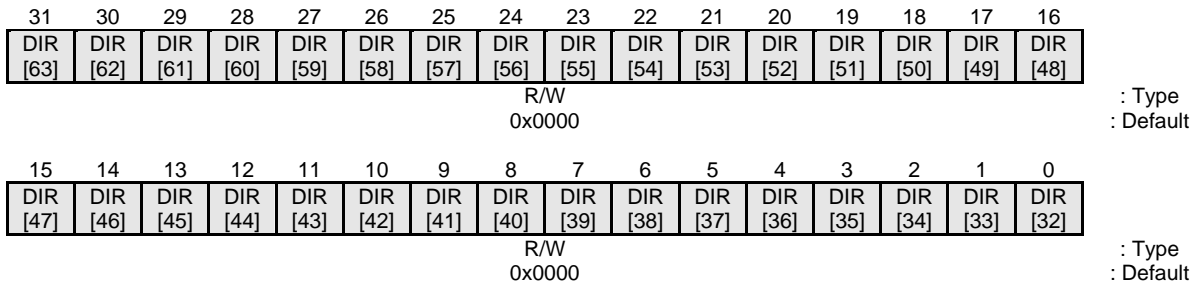 31 30 29 28 27 26 25 24 23 22 21 20 19 18 17 16
DIR DIR DIR DIR DIR DIR DIR DIR DIR DIR DIR DIR DIR DIR DIR DIR
[63] [62] [61] [60] [59] [58] [57] [56] [55] [54] [53] [52] [51] [50] [49] [48]
R/W : Type
0x0000 : Default
15 14 13 12 11 10 9 8 7 6 5 4 3 2 1 0
DIR DIR DIR DIR DIR DIR DIR DIR DIR DIR DIR DIR DIR DIR DIR DIR
[47] [46] [45] [44] [43] [42] [41] [40] [39] [38] [37] [36] [35] [34] [33] [32]
R/W : Type
0x0000 : Default